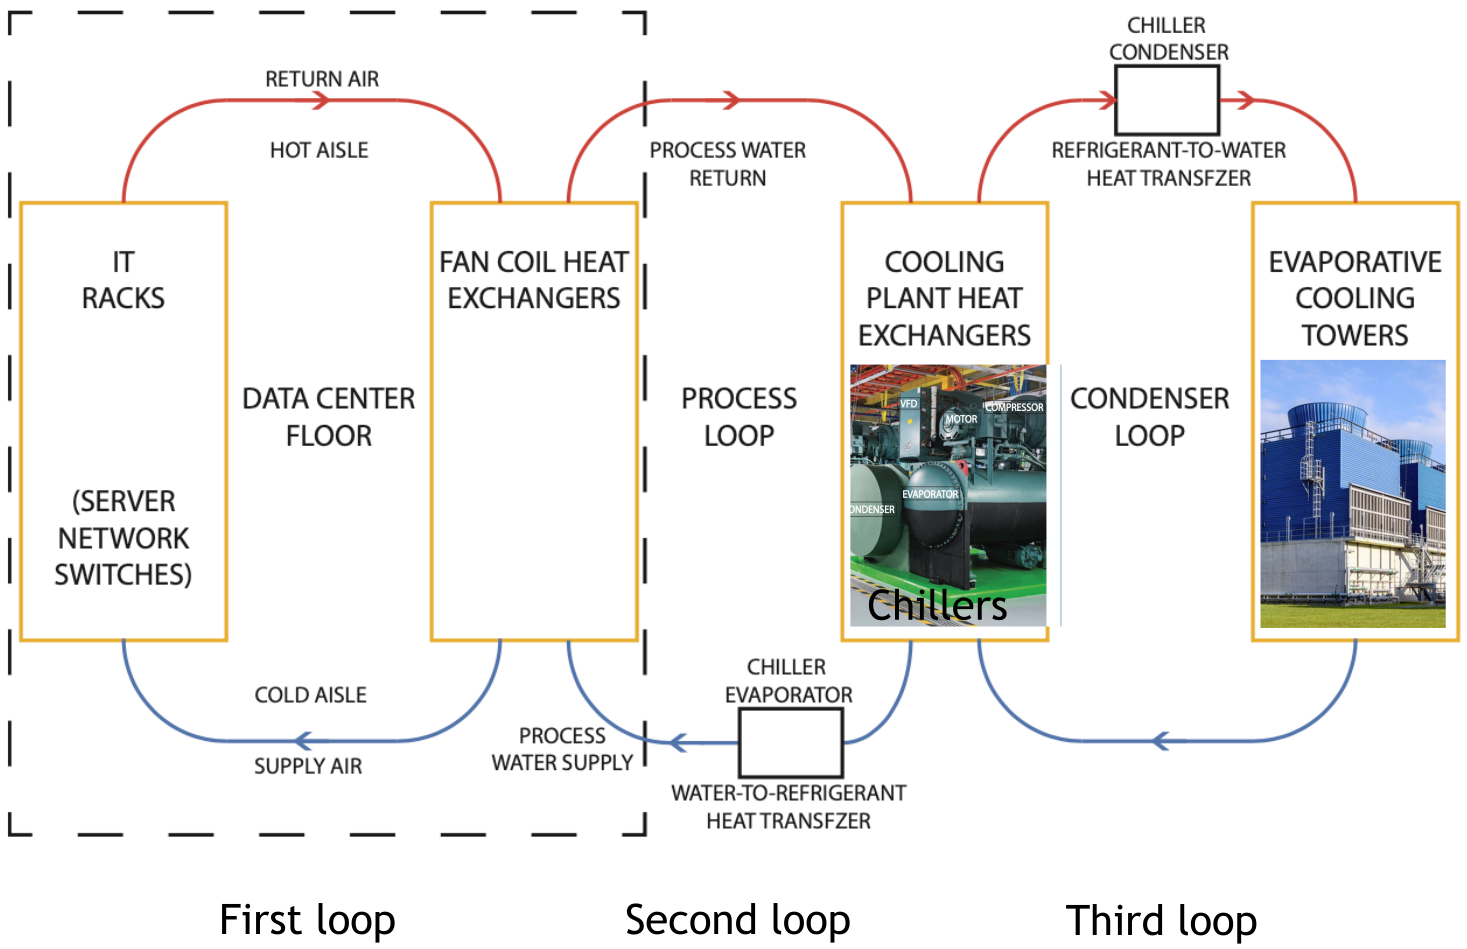 CHILLER
CONDENSER
RETURN AIR
HOT AISLE
PROCESS WATER
RETURN
REFRIGERANT-TO-WATER
HEAT TRANSFZER
IT
RACKS
(SERVER
NETWORK
SWITCHES)
DATA CENTER
FLOOR
FAN COIL HEAT
EXCHANGERS
PROCESS
LOOP
COOLING
PLANT HEAT
EXCHANGERS
VFD
MOTOR
COMPRESSOR
EVAPORATOR
ONDENSER
Chillers
CONDENSER
LOOP
EVAPORATIVE
COOLING
TOWERS
COLD AISLE
SUPPLY AIR
PROCESS
WATER SUPPLY
CHILLER
EVAPORATOR
WATER-TO-REFRIGERANT
HEAT TRANSFZER
First loop
Second loop
Third loop